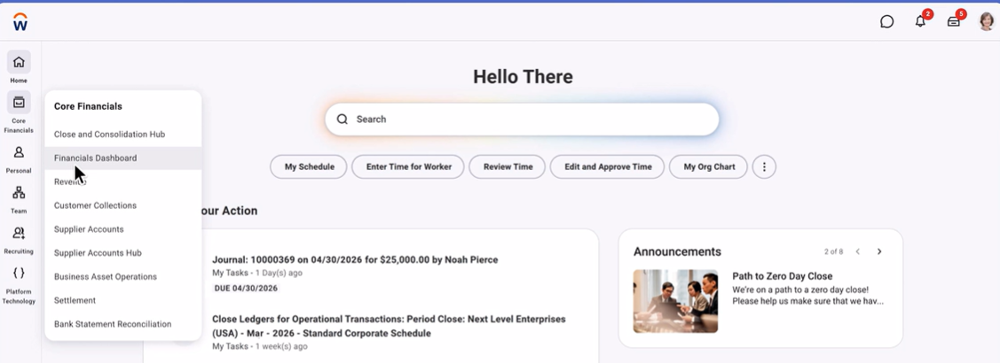 W
2
5
Home
Core
Financials
Personal
Team
Recruiting
Platform
Technology
Core Financials
Close and Consolidation Hub
Financials Dashboard
Customer Collections
Supplier Accounts
Supplier Accounts Hub
Business Asset Operations
Settlement
Bank Statement Reconciliation
Hello There
Search
My Schedule
Enter Time for Worker
Review Time
Edit and Approve Time
My Org Chart
our Action
Journal: 10000369 on 04/30/2026 for $25,000.00 by Noah Pierce
My Tasks - 1 Day(s) ago
DUE 04/30/2026
Close Ledgers for Operational Transactions: Period Close: Next Level Enterprises
(USA) - Mar - 2026 - Standard Corporate Schedule
My Tasks - 1 week(s) ago
Announcements
2 of 8
Path to Zero Day Close
We're on a path to a zero day close!
Please help us make sure that we hav...